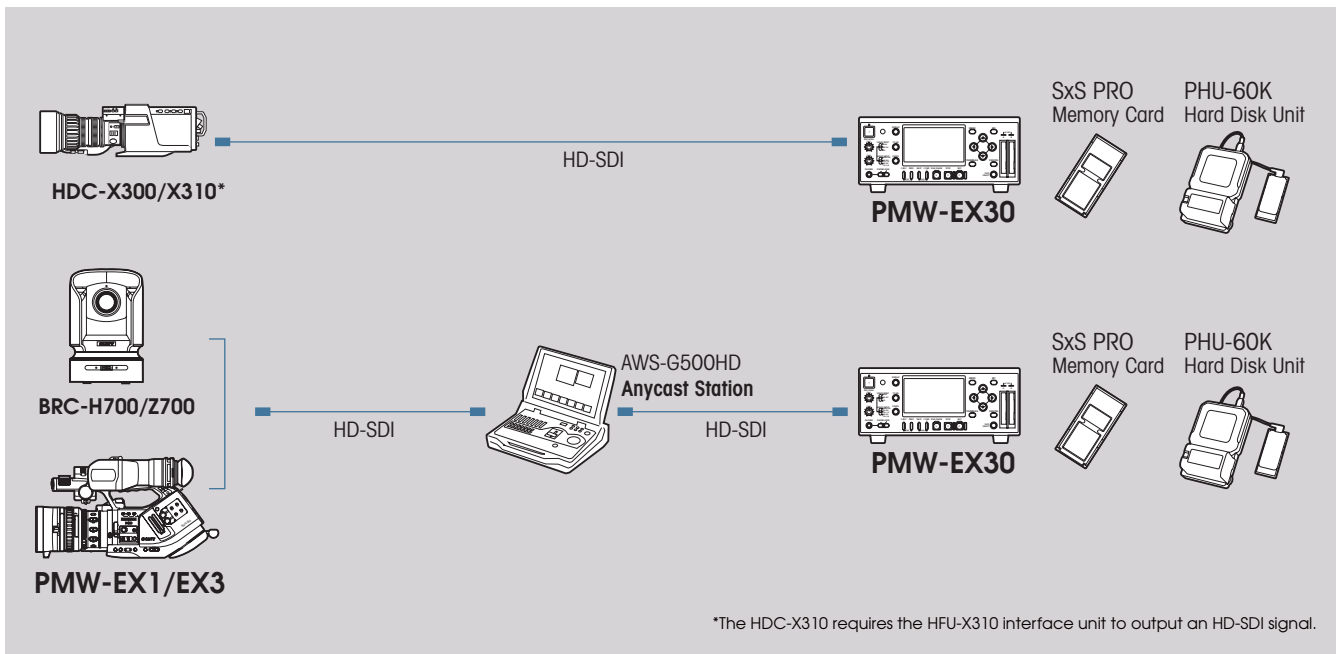 SxS PRO
Memory Card
PHU-60K
Hard Disk Unit
HD-SDI
HDC-X300/X310*
PMW-EX30
SxS PRO
Memory Card
PHU-60K
Hard Disk Unit
AWS-G500HD
Anycast Station
BRC-H700/Z700
HD-SDI
HD-SDI
PMW-EX30
PMW-EX1/EX3
*The HDC-X310 requires the HFU-X310 interface unit to output an HD-SDI signal.